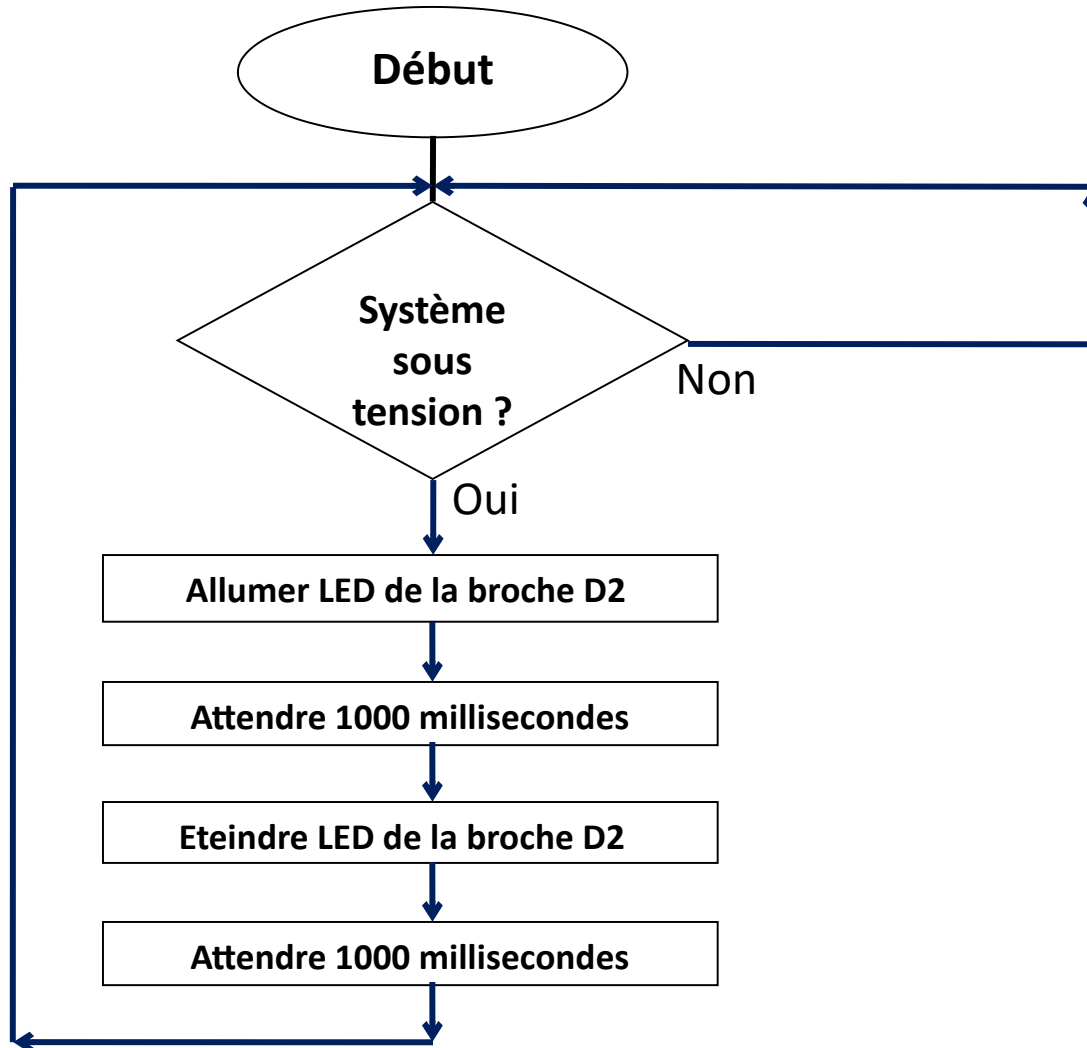 Début
Système
sous
tension ?
Non
Oui
Allumer LED de la broche D2
Attendre 1000 millisecondes
Eteindre LED de la broche D2
Attendre 1000 millisecondes